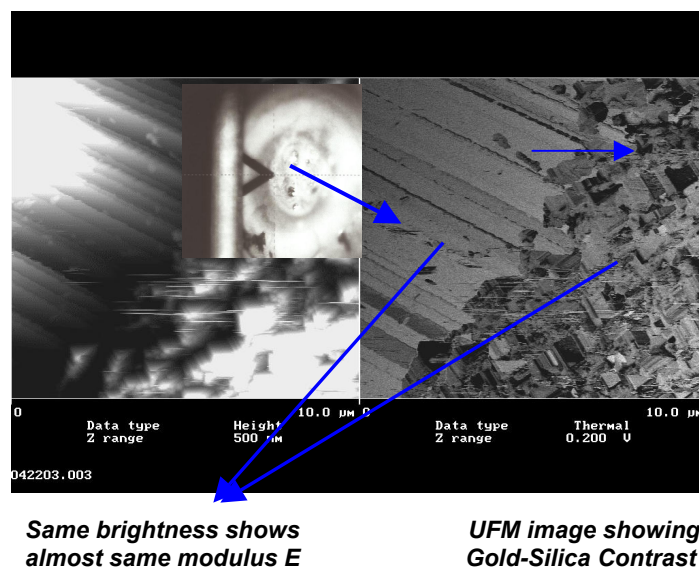 0
10.0 µm
0
10.0 µm
Data type
Height
Z range
500 nM
Data type
Thermal
Z range
0.200 V
042203.003
Same brightness shows
almost same modulus E
UFM image showing
Gold-Silica Contrast